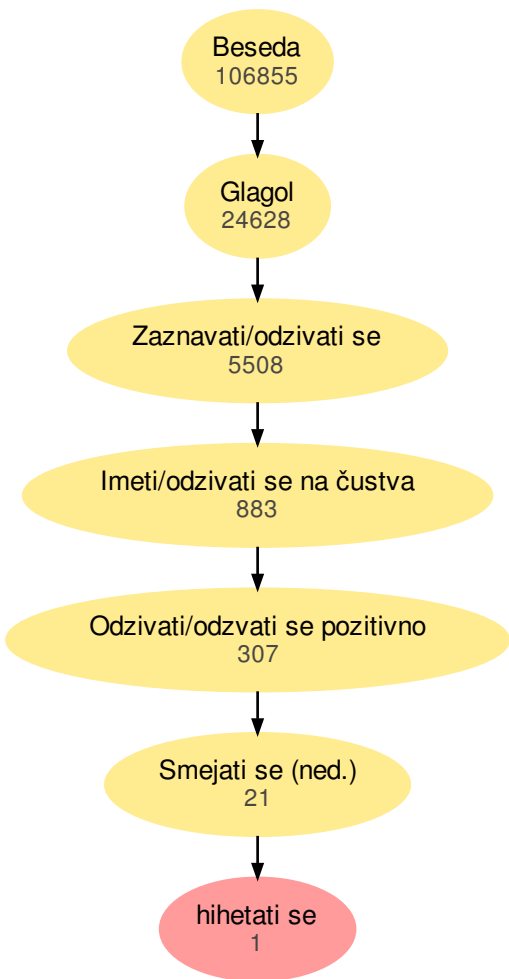 Beseda
106855
Glagol
24628
Zaznavati/odzivati se
5508
Imeti/odzivati se na čustva
883
Odzivati/odzvati se pozitivno
307
Smejati se (ned.)
21
hihetati se
1